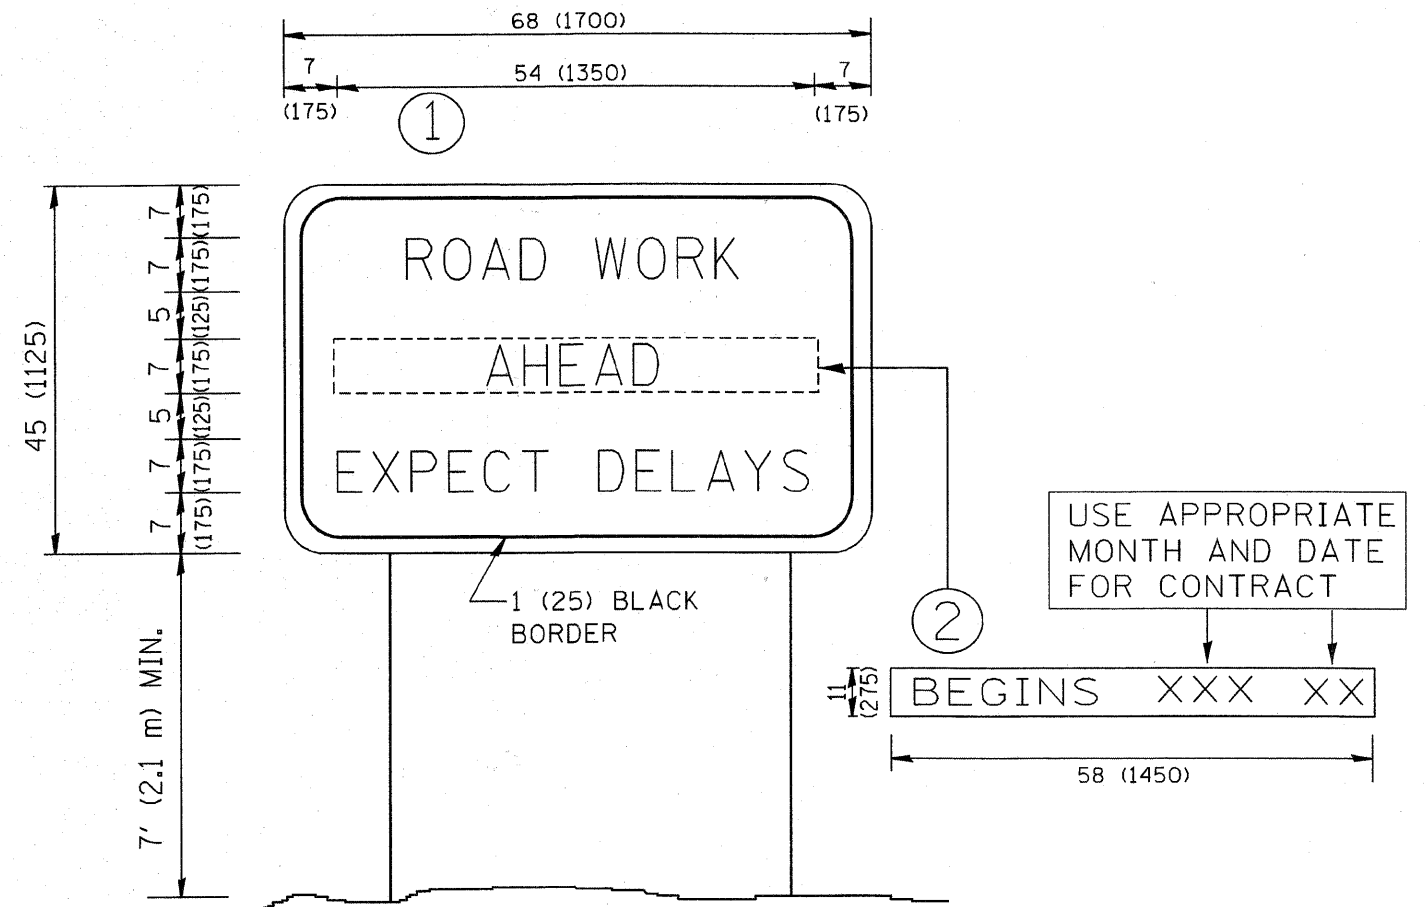 68 (1700)
7 54 (1350) 7
(175) (175)
1
45 (1125)
7 (175)
7 (175)
5 (125)
7 (175)
5 (125)
7 (175)
7 (175)
ROAD WORK
AHEAD
EXPECT DELAYS
1 (25) BLACK
BORDER
7' (2.1 m) MIN.
USE APPROPRIATE
MONTH AND DATE
FOR CONTRACT
2
11
(275)
BEGINS XXX XX
58 (1450)